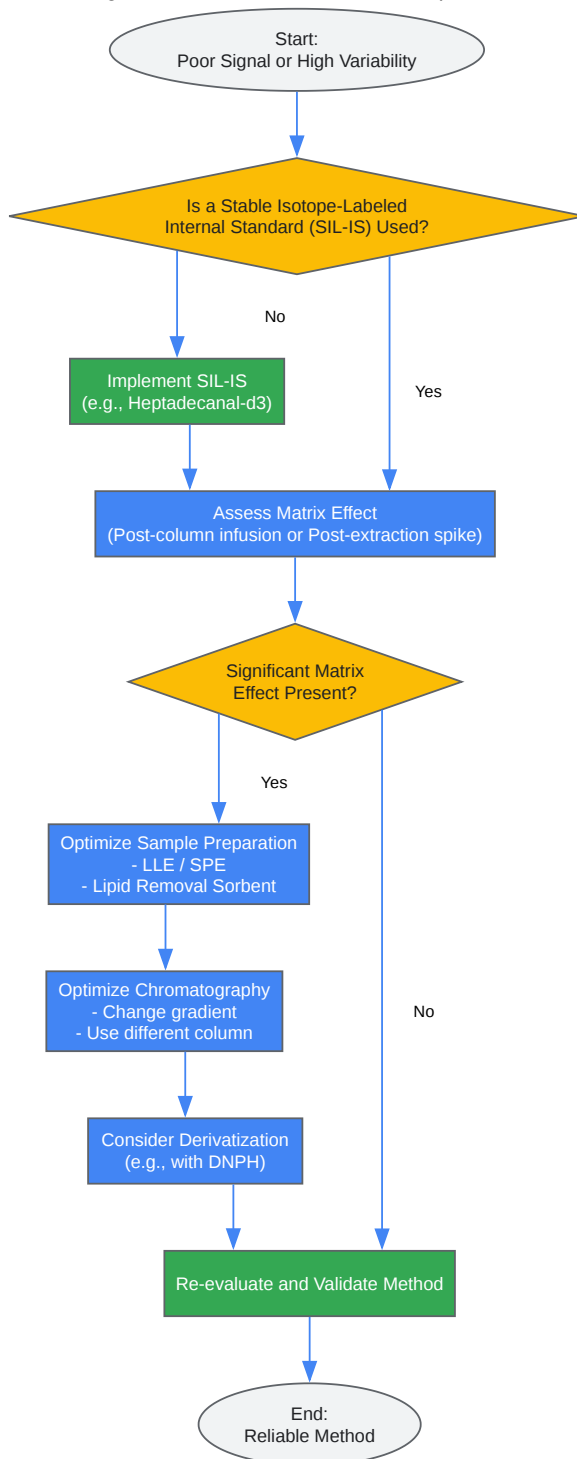 Start:
Poor Signal or High Variability
Is a Stable Isotope-Labeled
Internal Standard (SIL-IS) Used?
No
Implement SIL-IS
(e.g., Heptadecanal-d3)
Yes
Assess Matrix Effect
(Post-column infusion or Post-extraction spike)
Significant Matrix
Effect Present?
Yes
Optimize Sample Preparation
- LLE / SPE
- Lipid Removal Sorbent
Optimize Chromatography
- Change gradient
- Use different column
No
Consider Derivatization
(e.g., with DNPH)
Re-evaluate and Validate Method
End:
Reliable Method